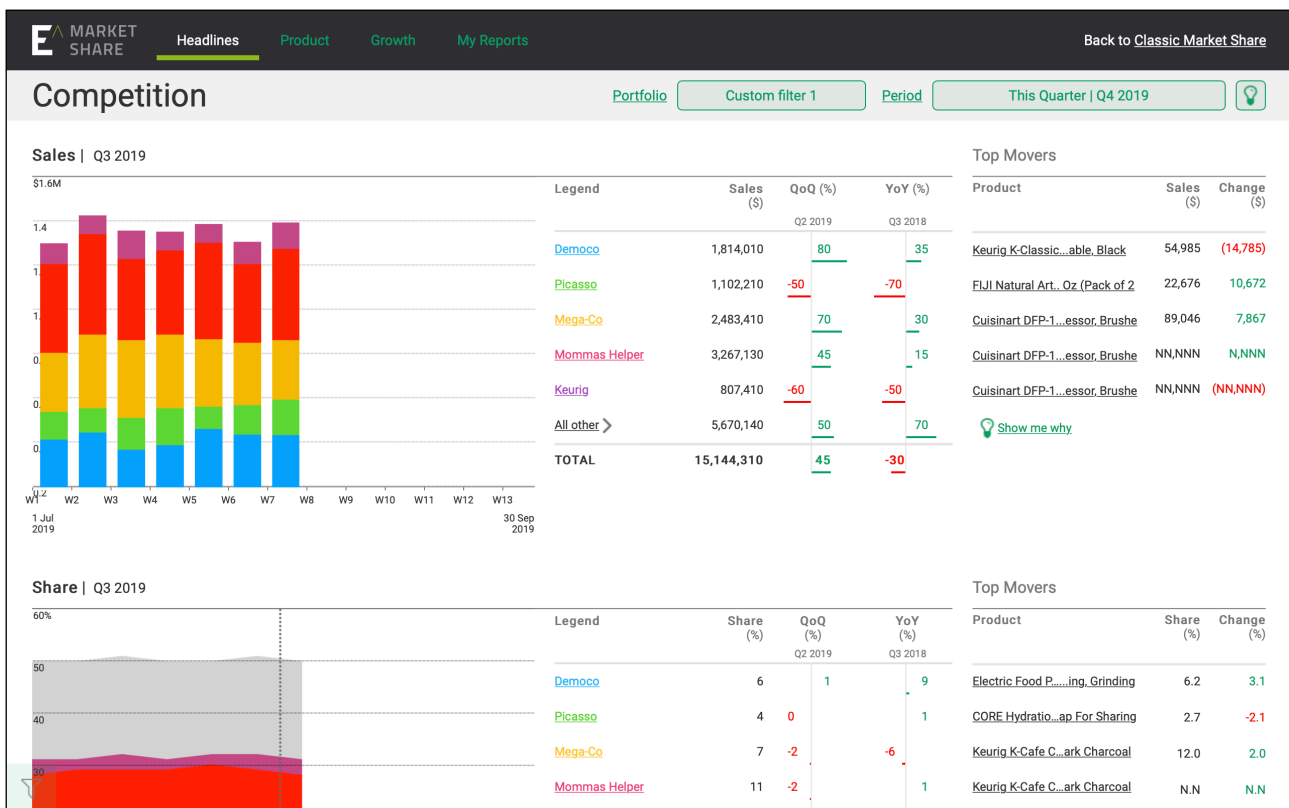 E^ MARKET SHARE
Headlines Product Growth My Reports Back to Classic Market Share
Competition Portfolio Custom filter 1 Period This Quarter | Q4 2019
Sales | Q3 2019
$1.6M
1.4
1.
1.
0.
0.
0.
0.2
W1 W2 W3 W4 W5 W6 W7 W8 W9 W10 W11 W12 W13
1 Jul 2019
30 Sep 2019
Legend Sales ($) QoQ (%) YoY (%)
Q2 2019 Q3 2018
Democo 1,814,010 80 35
Picasso 1,102,210 -50 -70
Mega-Co 2,483,410 70 30
Mommas Helper 3,267,130 45 15
Keurig 807,410 -60 -50
All other 5,670,140 50 70
TOTAL 15,144,310 45 -30
Top Movers
Product Sales ($) Change ($)
Keurig K-Classic...able, Black 54,985 (14,785)
FIJI Natural Art.. Oz (Pack of 2 22,676 10,672
Cuisinart DFP-1...essor, Brushe 89,046 7,867
Cuisinart DFP-1...essor, Brushe NN,NNN N,NNN
Cuisinart DFP-1...essor, Brushe NN,NNN (NN,NNN)
Show me why
Share | Q3 2019
60%
50
40
30
Legend Share (%) QoQ (%) YoY (%)
Q2 2019 Q3 2018
Democo 6 1 9
Picasso 4 0 1
Mega-Co 7 -2 -6
Mommas Helper 11 -2 1
Top Movers
Product Share (%) Change (%)
Electric Food P......ing, Grinding 6.2 3.1
CORE Hydratio...ap For Sharing 2.7 -2.1
Keurig K-Cafe C...ark Charcoal 12.0 2.0
Keurig K-Cafe C...ark Charcoal N.N N.N